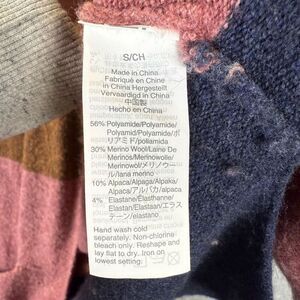 S/CH
Made in China
Fabriqué en Chine
In China Hergestellt
Vervaardigd in China
中国製
Hecho en China
56% Polyamide/Polyamide/
Polyamid/Polyamide/ポ
リアミド/poliamida
30% Merino Wool/Laine De
Merinos/Merinowolle/
Merinowol/メリノウー
ル/lana merino
10% Alpaca/Alpaga/Alpaka/
Alpaca/アルパカ/alpaca
4% Elastane/Elasthanne/
Elastan/Elastaan/エラス
テーン/elastano.
Hand wash cold
separately. Non-chlorine
bleach only. Reshape and
lay flat to dry. Iron on
lowest setting.